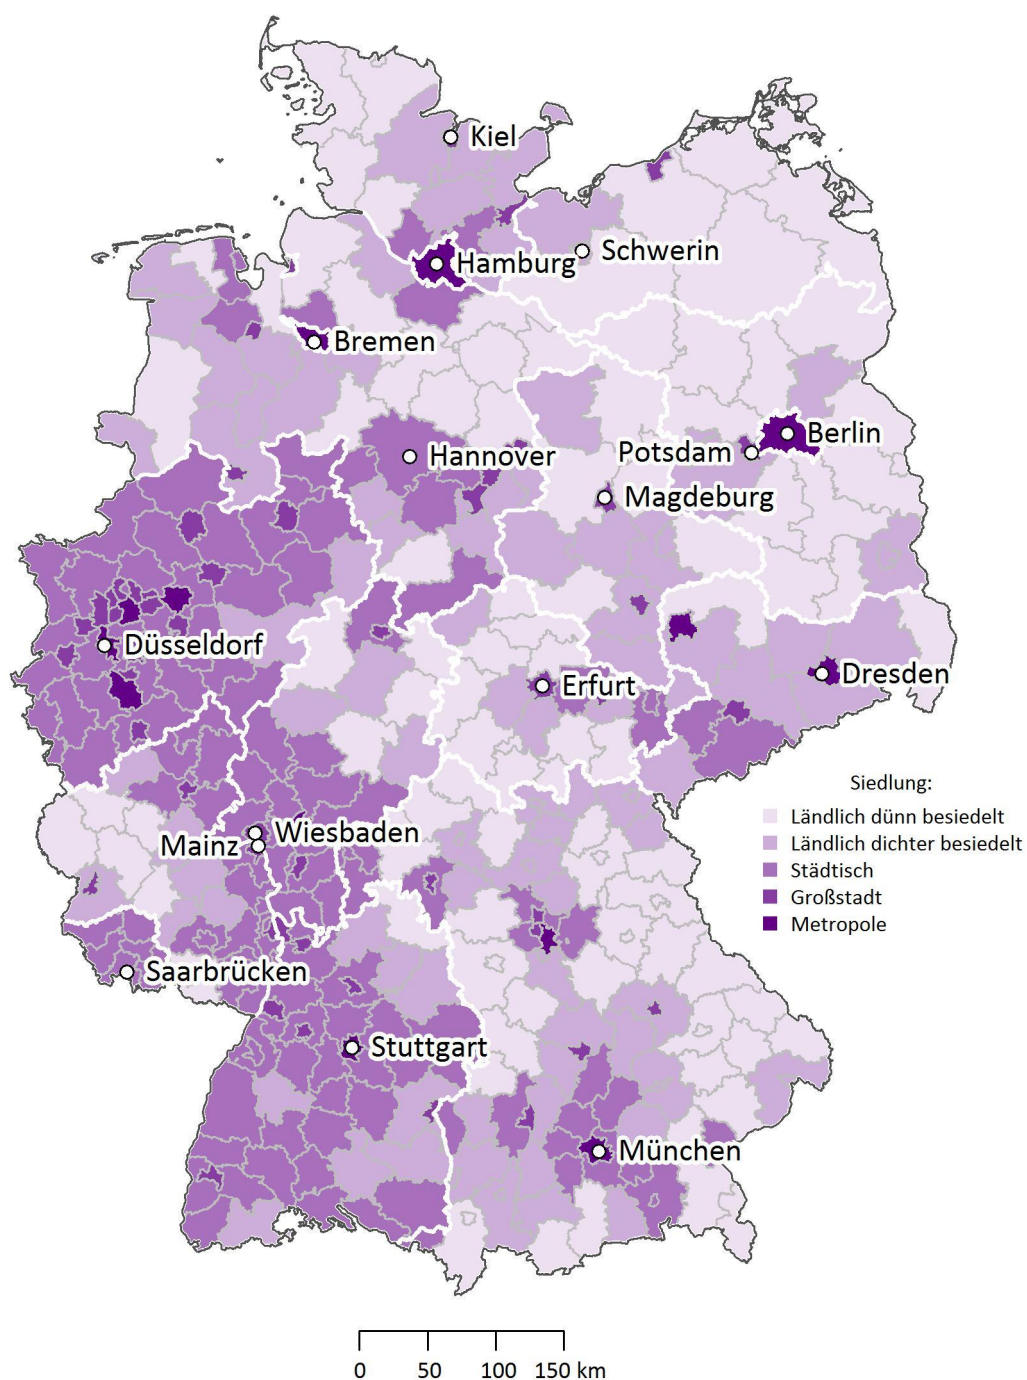 Kiel
Schwerin
Hamburg
Bremen
Berlin
Hannover
Potsdam
Magdeburg
Düsseldorf
Erfurt
Dresden
Siedlung:
Ländlich dünn besiedelt
Ländlich dichter besiedelt
Städtisch
Großstadt
Metropole
Wiesbaden
Mainz
Saarbrücken
Stuttgart
München
0 50 100 150 km